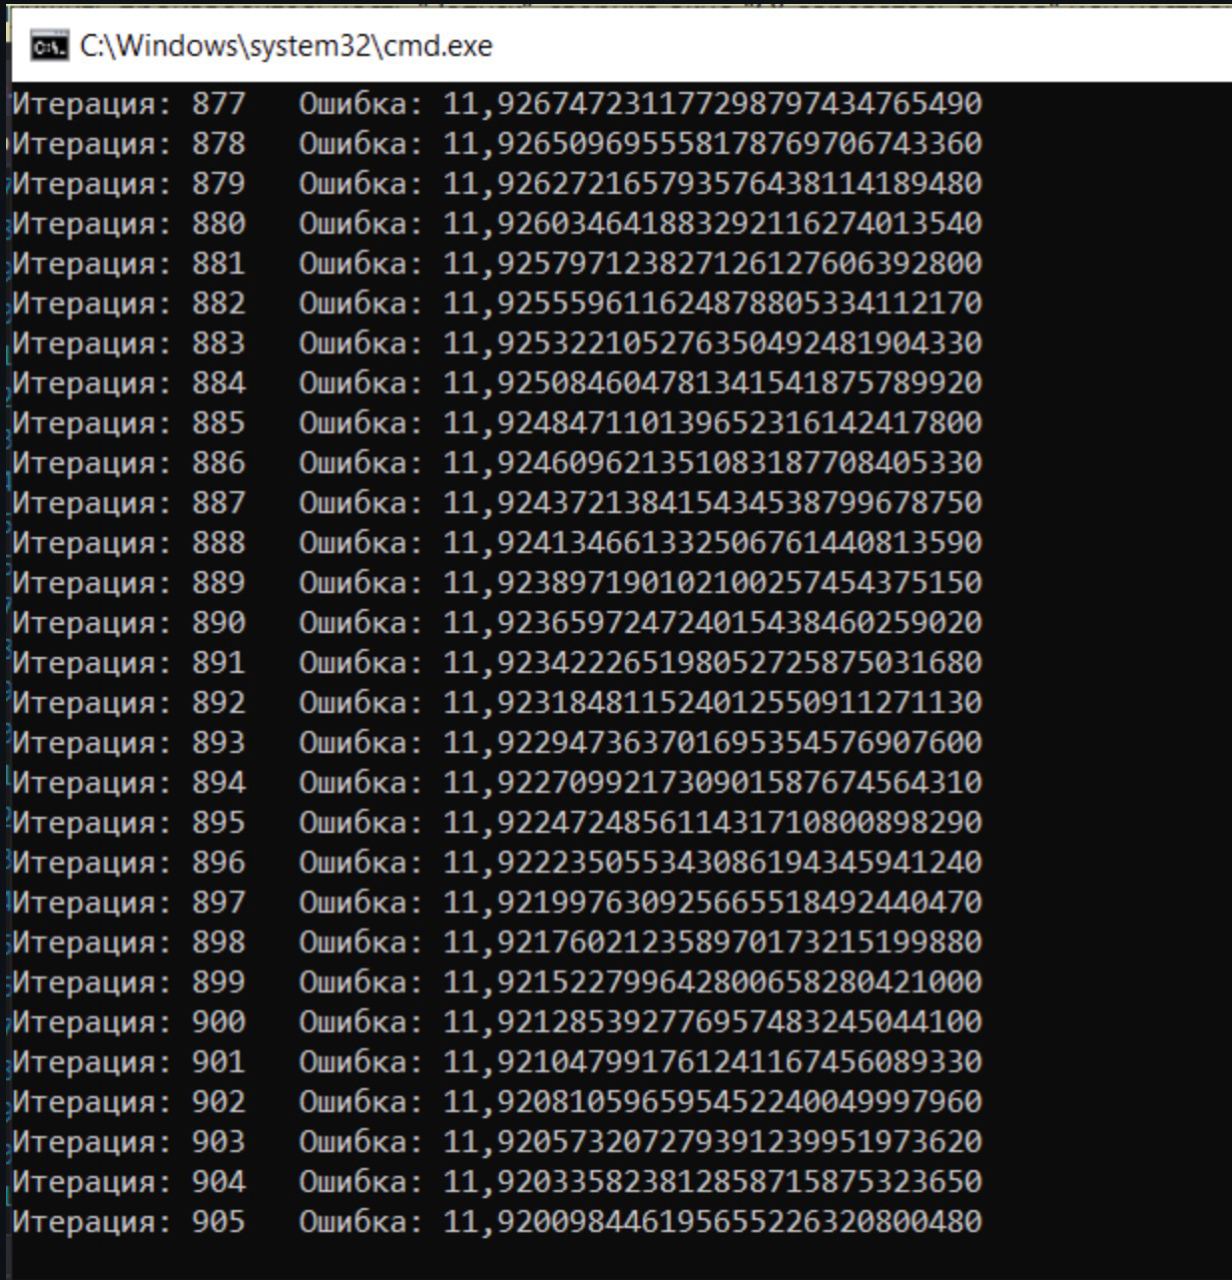 C:\Windows\system32\cmd.exe
Итерация: 877 Ошибка: 11,926747231177298797434765490
Итерация: 878 Ошибка: 11,926509695558178769706743360
Итерация: 879 Ошибка: 11,926272165793576438114189480
Итерация: 880 Ошибка: 11,926034641883292116274013540
Итерация: 881 Ошибка: 11,925797123827126127606392800
Итерация: 882 Ошибка: 11,925559611624878805334112170
Итерация: 883 Ошибка: 11,925322105276350492481904330
Итерация: 884 Ошибка: 11,925084604781341541875789920
Итерация: 885 Ошибка: 11,924847110139652316142417800
Итерация: 886 Ошибка: 11,924609621351083187708405330
Итерация: 887 Ошибка: 11,924372138415434538799678750
Итерация: 888 Ошибка: 11,924134661332506761440813590
Итерация: 889 Ошибка: 11,923897190102100257454375150
Итерация: 890 Ошибка: 11,923659724724015438460259020
Итерация: 891 Ошибка: 11,923422265198052725875031680
Итерация: 892 Ошибка: 11,923184811524012550911271130
Итерация: 893 Ошибка: 11,922947363701695354576907600
Итерация: 894 Ошибка: 11,922709921730901587674564310
Итерация: 895 Ошибка: 11,922472485611431710800898290
Итерация: 896 Ошибка: 11,922235055343086194345941240
Итерация: 897 Ошибка: 11,921997630925665518492440470
Итерация: 898 Ошибка: 11,921760212358970173215199880
Итерация: 899 Ошибка: 11,921522799642800658280421000
Итерация: 900 Ошибка: 11,921285392776957483245044100
Итерация: 901 Ошибка: 11,921047991761241167456089330
Итерация: 902 Ошибка: 11,920810596595452240049997960
Итерация: 903 Ошибка: 11,920573207279391239951973620
Итерация: 904 Ошибка: 11,920335823812858715875323650
Итерация: 905 Ошибка: 11,920098446195655226320800480